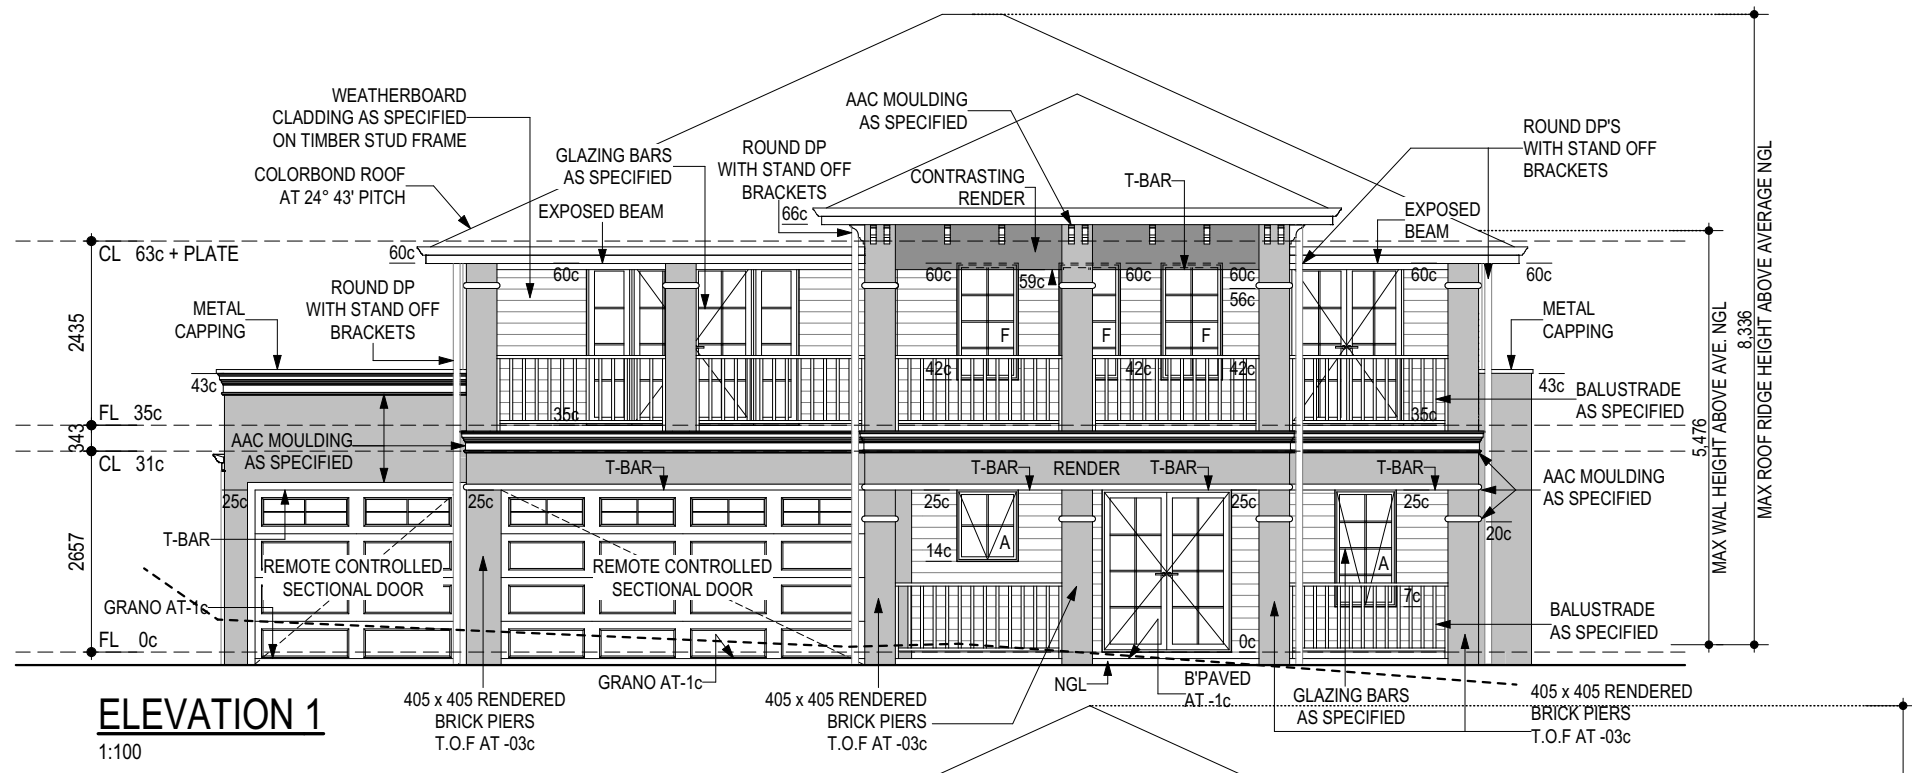 WEATHERBOARD
CLADDING AS SPECIFIED
ON TIMBER STUD FRAME
COLORBOND ROOF
AT 24° 43' PITCH
GLAZING BARS
AS SPECIFIED
EXPOSED BEAM
ROUND DP
WITH STAND OFF
BRACKETS
66c
AAC MOULDING
AS SPECIFIED
CONTRASTING
RENDER
T-BAR
ROUND DP'S
WITH STAND OFF
BRACKETS
EXPOSED
BEAM
MAX WAL HEIGHT ABOVE AVE. NGL
5,476
8,336
MAX ROOF RIDGE HEIGHT ABOVE AVERAGE NGL
CL 63c + PLATE
60c
60c
60c
59c
60c
60c
56c
60c
60c
ROUND DP
WITH STAND OFF
BRACKETS
METAL
CAPPING
METAL
CAPPING
2435
F
F
F
43c
42c
42c
42c
43c
BALUSTRADE
AS SPECIFIED
FL 35c
35c
35c
343
AAC MOULDING
AS SPECIFIED
CL 31c
T-BAR
T-BAR
RENDER
T-BAR
T-BAR
AAC MOULDING
AS SPECIFIED
25c
25c
25c
25c
25c
20c
T-BAR
2657
14c
A
A
7c
REMOTE CONTROLLED
SECTIONAL DOOR
REMOTE CONTROLLED
SECTIONAL DOOR
GRANO AT-1c
BALUSTRADE
AS SPECIFIED
FL 0c
0c
GRANO AT-1c
NGL
B'PAVED
AT -1c
GLAZING BARS
AS SPECIFIED
405 x 405 RENDERED
BRICK PIERS
T.O.F AT -03c
405 x 405 RENDERED
BRICK PIERS
T.O.F AT -03c
405 x 405 RENDERED
BRICK PIERS
T.O.F AT -03c
ELEVATION 1
1:100